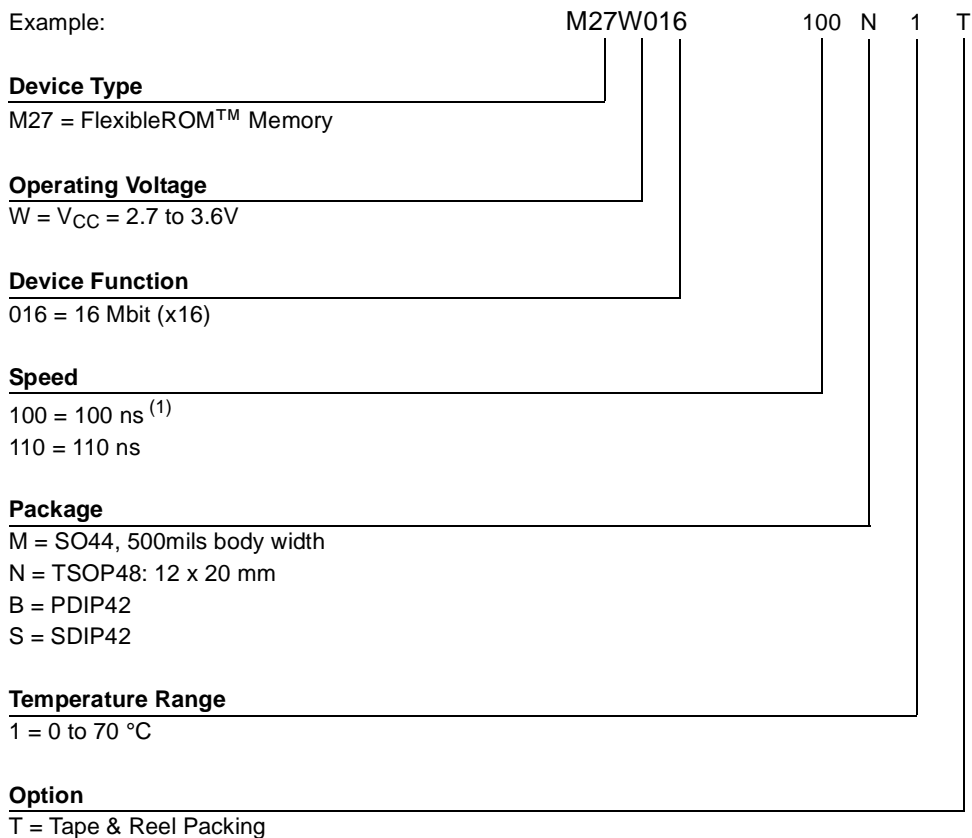 Example: M27W016 100 N 1 T
Device Type
M27 = FlexibleROM™ Memory
Operating Voltage
W = VCC = 2.7 to 3.6V
Device Function
016 = 16 Mbit (x16)
Speed
100 = 100 ns (1)
110 = 110 ns
Package
M = SO44, 500mils body width
N = TSOP48: 12 x 20 mm
B = PDIP42
S = SDIP42
Temperature Range
1 = 0 to 70 °C
Option
T = Tape & Reel Packing